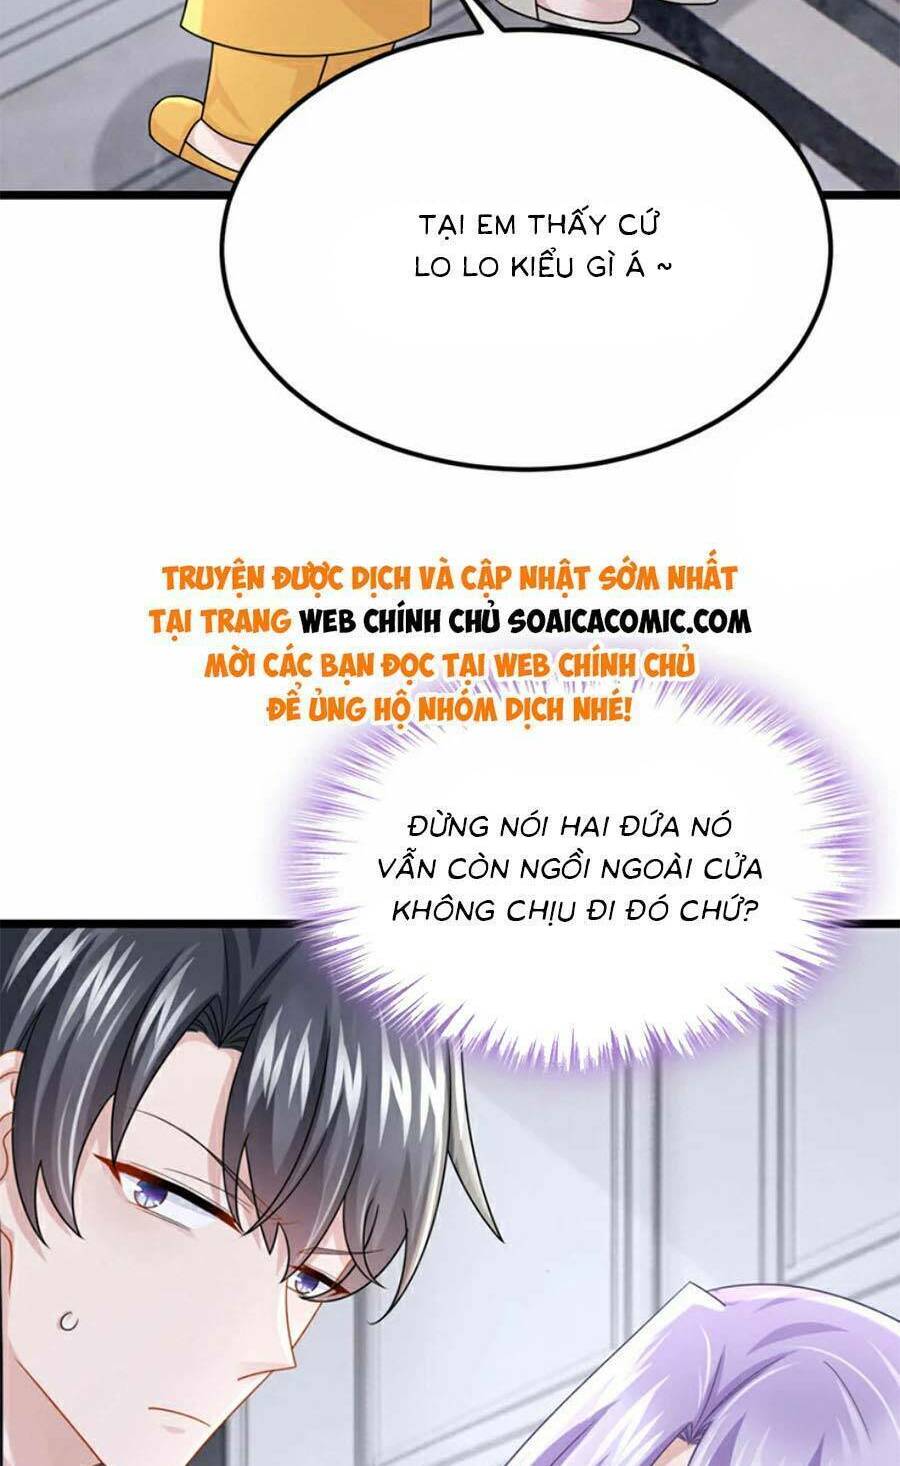 TẠI EM THẤY CỨ
LO LO KIỂU GÌ Á ~
TRUYỆN ĐƯỢC DỊCH VÀ CẬP NHẬT SỚM NHẤT
TẠI TRANG WEB CHÍNH CHỦ SOAICACOMIC.COM
MỜI CÁC BẠN ĐỌC TẠI WEB CHÍNH CHỦ
ĐỂ ỦNG HỘ NHÓM DỊCH NHÉ!
ĐỪNG NÓI HAI ĐỨA NÓ
VẪN CÒN NGỒI NGOÀI CỬA
KHÔNG CHỊU ĐI ĐÓ CHỨ?